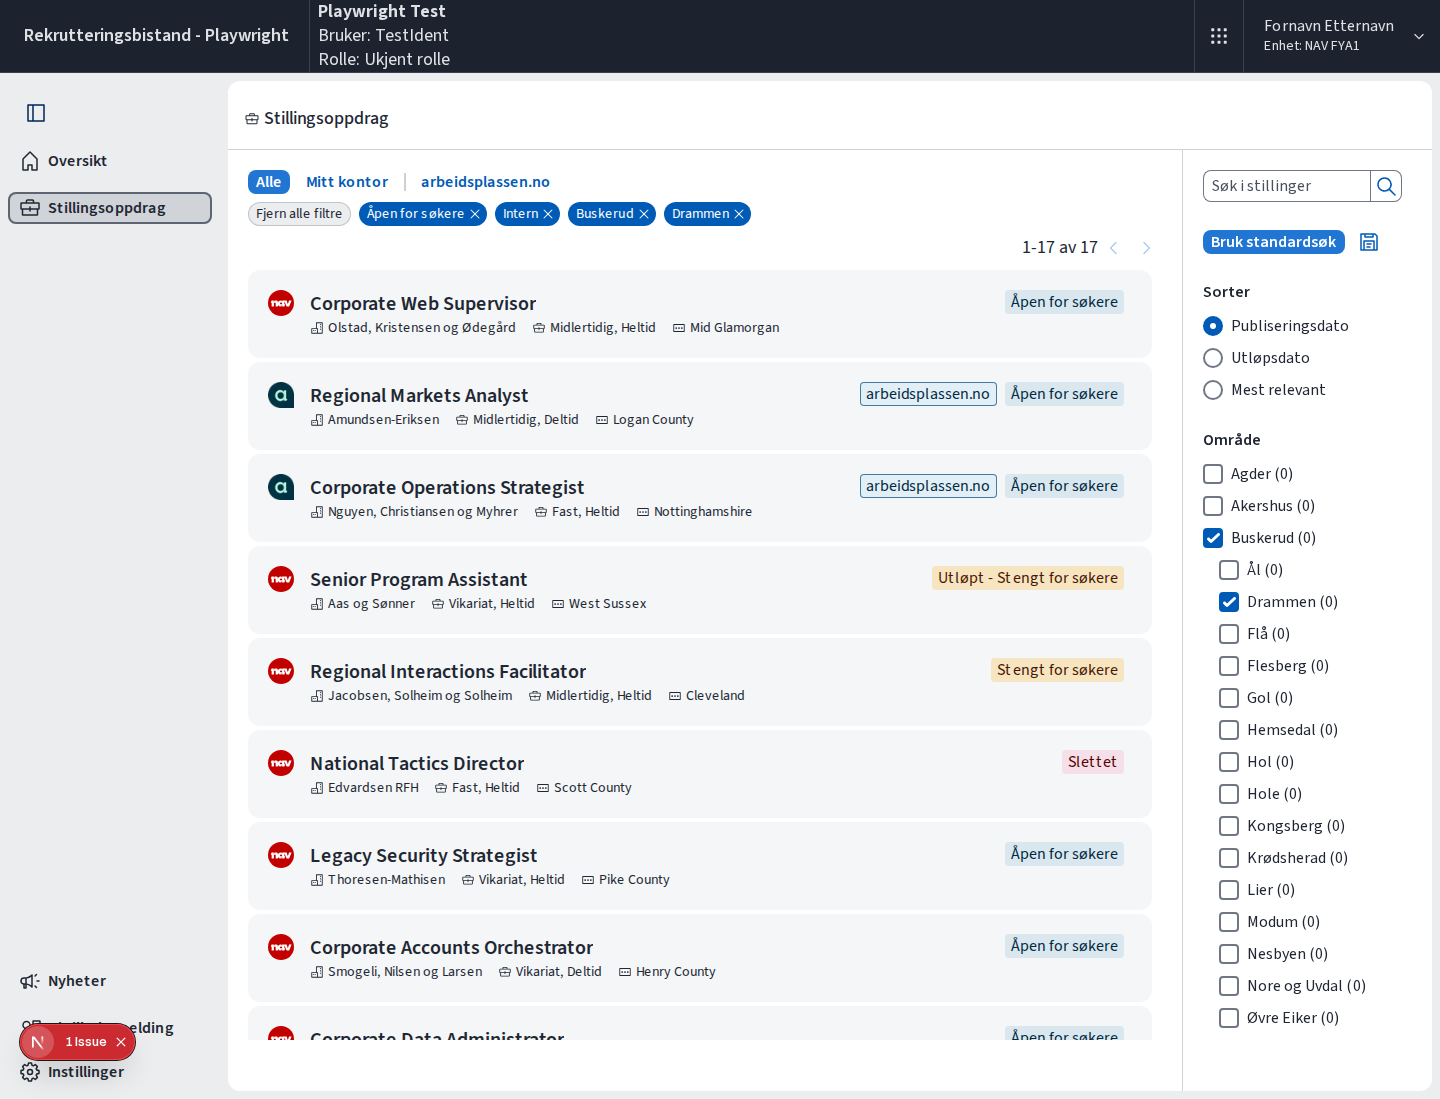 Rekrutteringsbistand - Playwright
Playwright Test
Bruker: TestIdent
Rolle: Ukjent rolle
Fornavn Etternavn
Enhet: NAV FYA1
Oversikt
Stillingsoppdrag
Nyheter
elding
1 Issue
Instillinger
Stillingsoppdrag
Alle
Mitt kontor
arbeidsplassen.no
Fjern alle filtre
Åpen for søkere
Intern
Buskerud
Drammen
1-17 av 17
nav
Corporate Web Supervisor
Åpen for søkere
Olstad, Kristensen og Ødegård
Midlertidig, Heltid
Mid Glamorgan
a
Regional Markets Analyst
arbeidsplassen.no
Åpen for søkere
Amundsen-Eriksen
Midlertidig, Deltid
Logan County
a
Corporate Operations Strategist
arbeidsplassen.no
Åpen for søkere
Nguyen, Christiansen og Myhrer
Fast, Heltid
Nottinghamshire
nav
Senior Program Assistant
Utløpt - Stengt for søkere
Aas og Sønner
Vikariat, Heltid
West Sussex
nav
Regional Interactions Facilitator
Stengt for søkere
Jacobsen, Solheim og Solheim
Midlertidig, Heltid
Cleveland
nav
National Tactics Director
Slettet
Edvardsen RFH
Fast, Heltid
Scott County
nav
Legacy Security Strategist
Åpen for søkere
Thoresen-Mathisen
Vikariat, Heltid
Pike County
nav
Corporate Accounts Orchestrator
Åpen for søkere
Smogeli, Nilsen og Larsen
Vikariat, Deltid
Henry County
nav
Corporate Data Administrator
Åpen for søkere
Søk i stillinger
Bruk standardsøk
Sorter
Publiseringsdato
Utløpsdato
Mest relevant
Område
Agder (0)
Akershus (0)
Buskerud (0)
Ål (0)
Drammen (0)
Flå (0)
Flesberg (0)
Gol (0)
Hemsedal (0)
Hol (0)
Hole (0)
Kongsberg (0)
Krødsherad (0)
Lier (0)
Modum (0)
Nesbyen (0)
Nore og Uvdal (0)
Øvre Eiker (0)